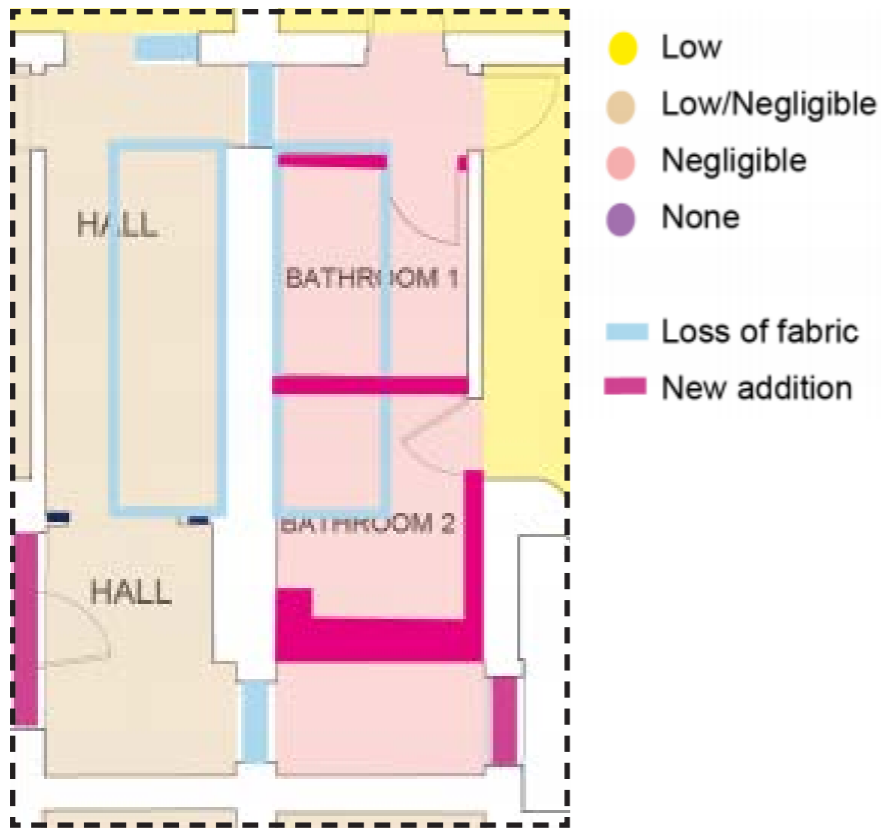 HALL
BATHROOM 1
BATHROOM 2
HALL
Low
Low/Negligible
Negligible
None
Loss of fabric
New addition